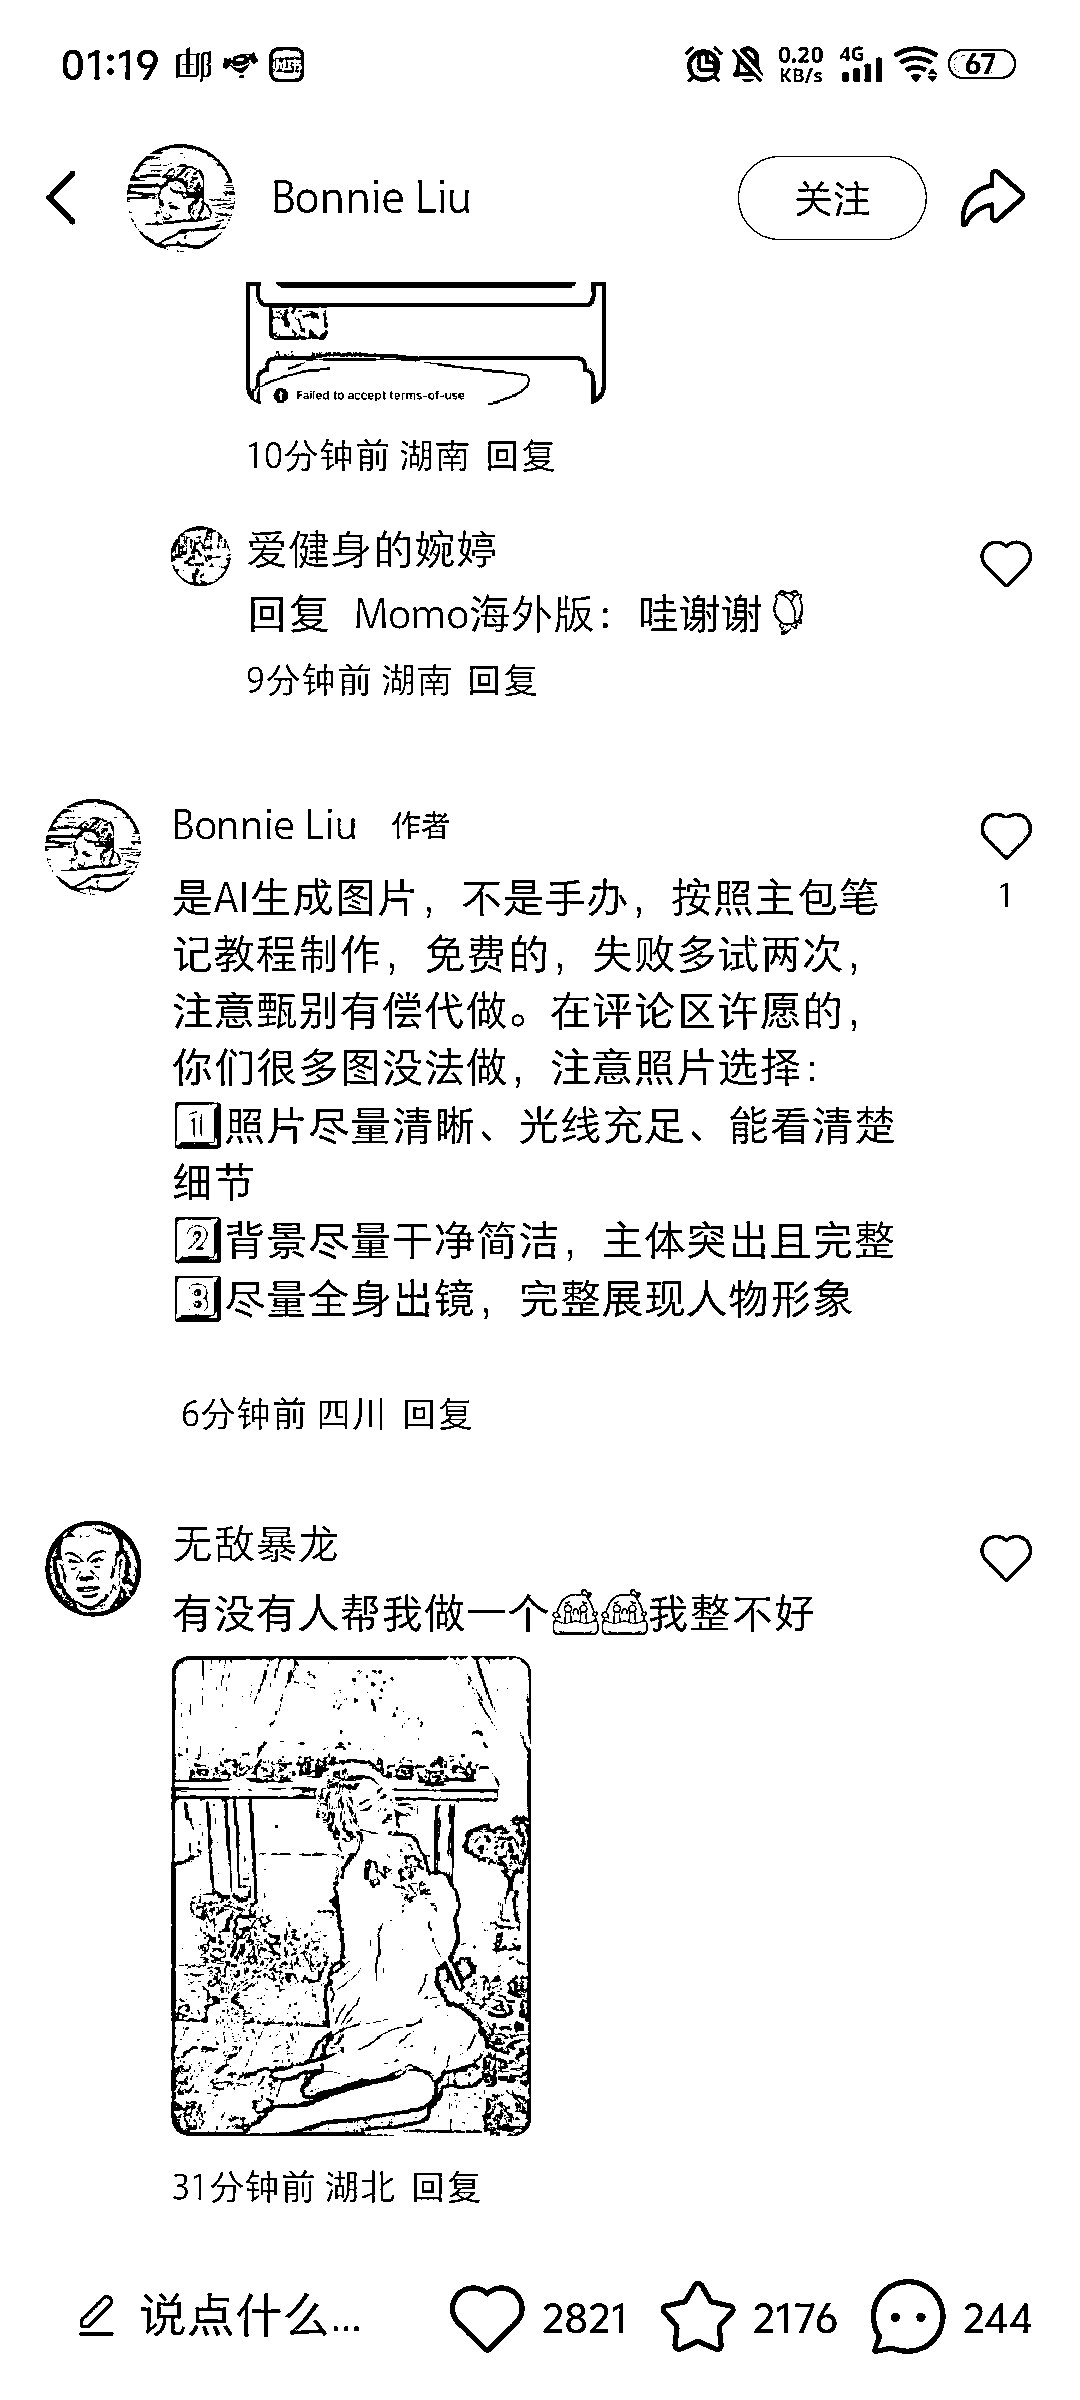 01:19
0.20 KB/s 4G 67
Bonnie Liu
关注
Failed to accept terms-of-use
10分钟前 湖南 回复
爱健身的婉婷
回复 Momo海外版：哇谢谢
9分钟前 湖南 回复
Bonnie Liu 作者
是AI生成图片，不是手办，按照主包笔
记教程制作，免费的，失败多试两次，
注意甄别有偿代做。在评论区许愿的，
你们很多图没法做，注意照片选择：
1️⃣照片尽量清晰、光线充足、能看清楚
细节
2️⃣背景尽量干净简洁，主体突出且完整
3️⃣尽量全身出镜，完整展现人物形象
1
6分钟前 四川 回复
无敌暴龙
有没有人帮我做一个我整不好
31分钟前 湖北 回复
说点什么...
2821
2176
244